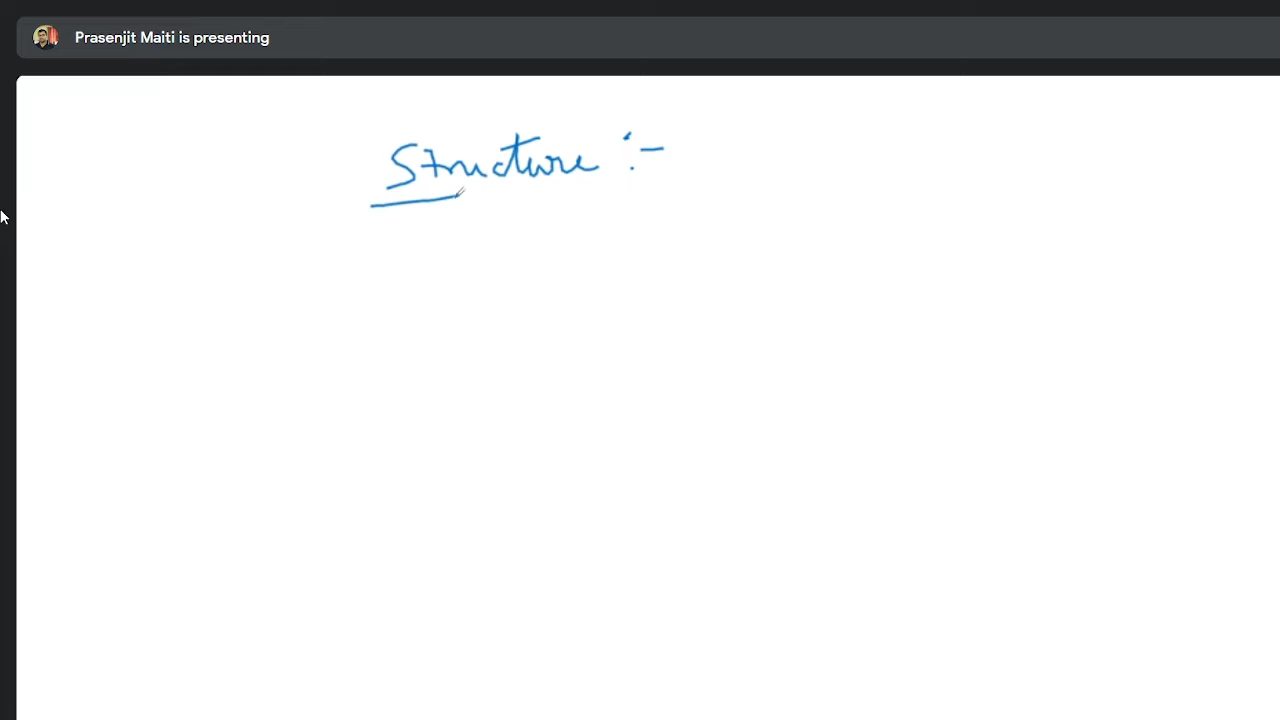 Prasenjit Maiti is presenting
Structure :-